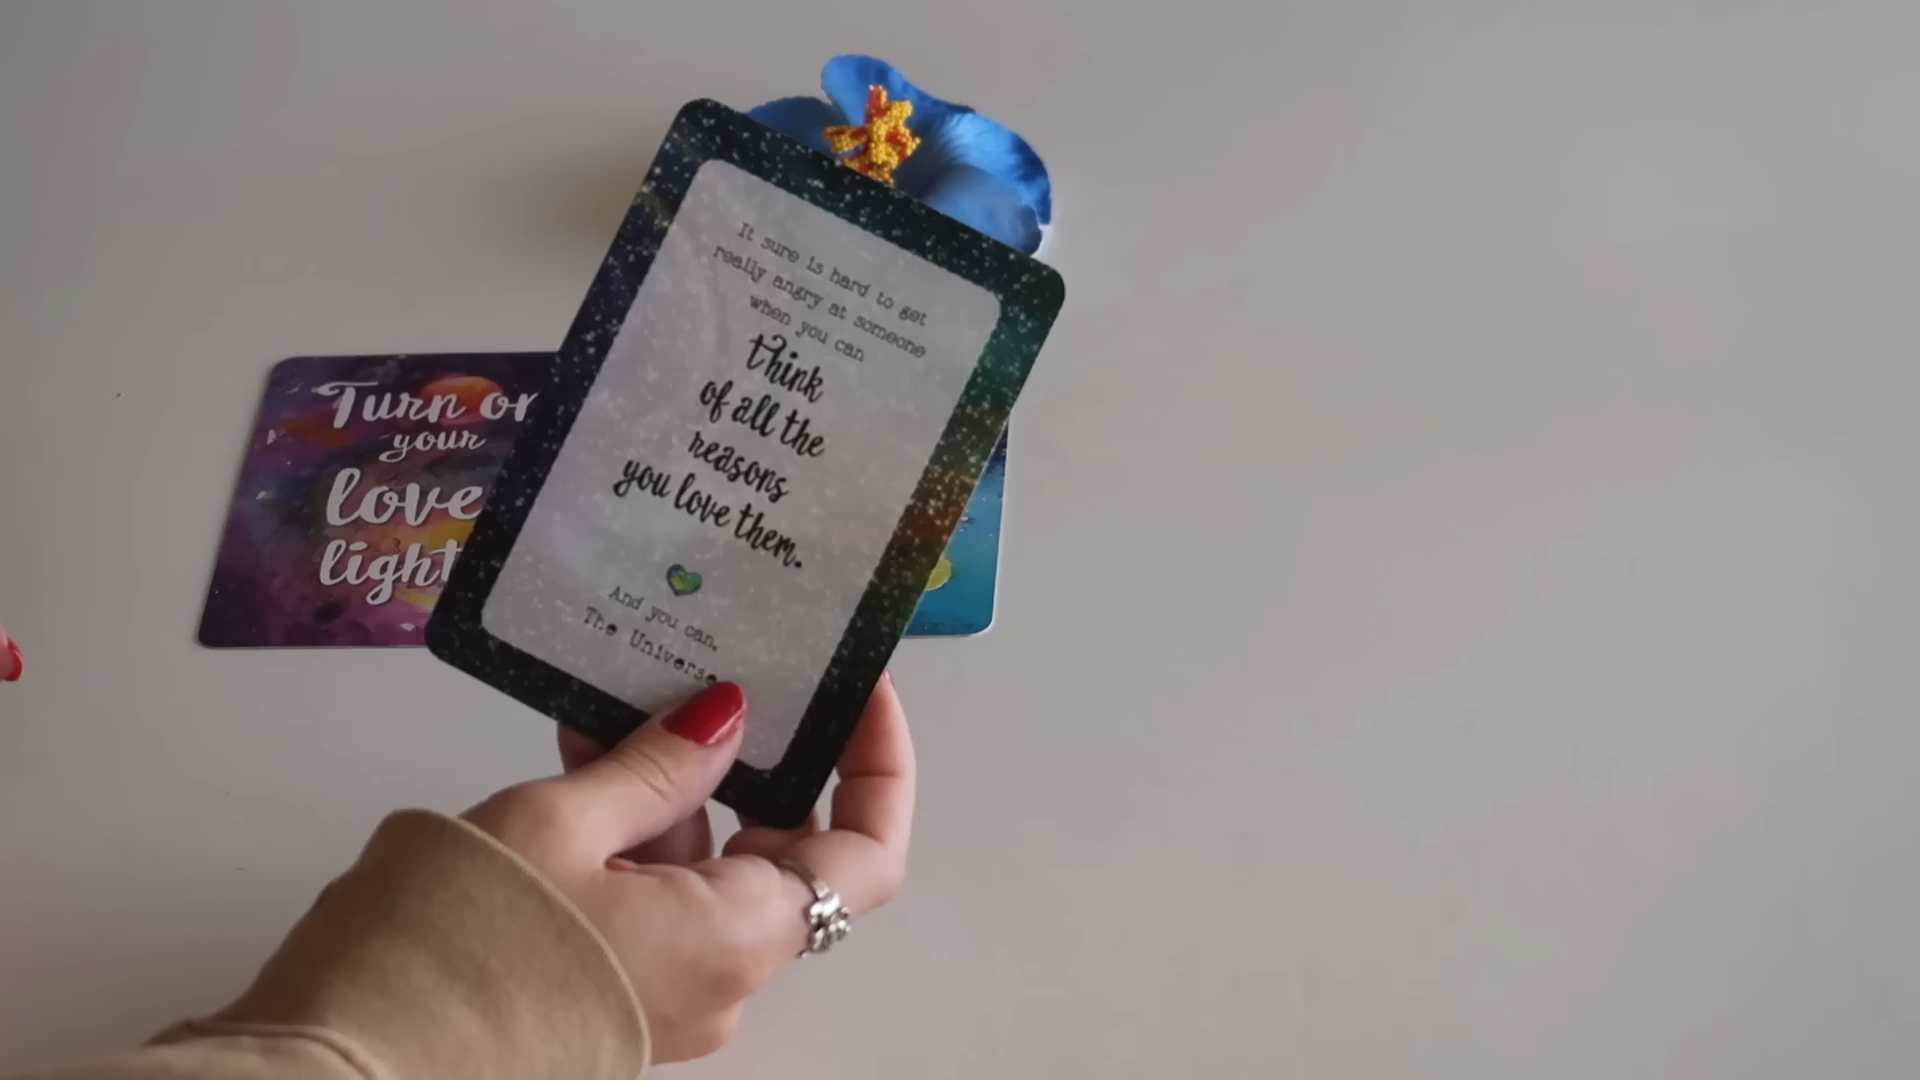 It sure is hard to get
really angry at someone
when you can
think
of all the
reasons
you love them.
And you can,
The Universe
Turn on
your
love
light